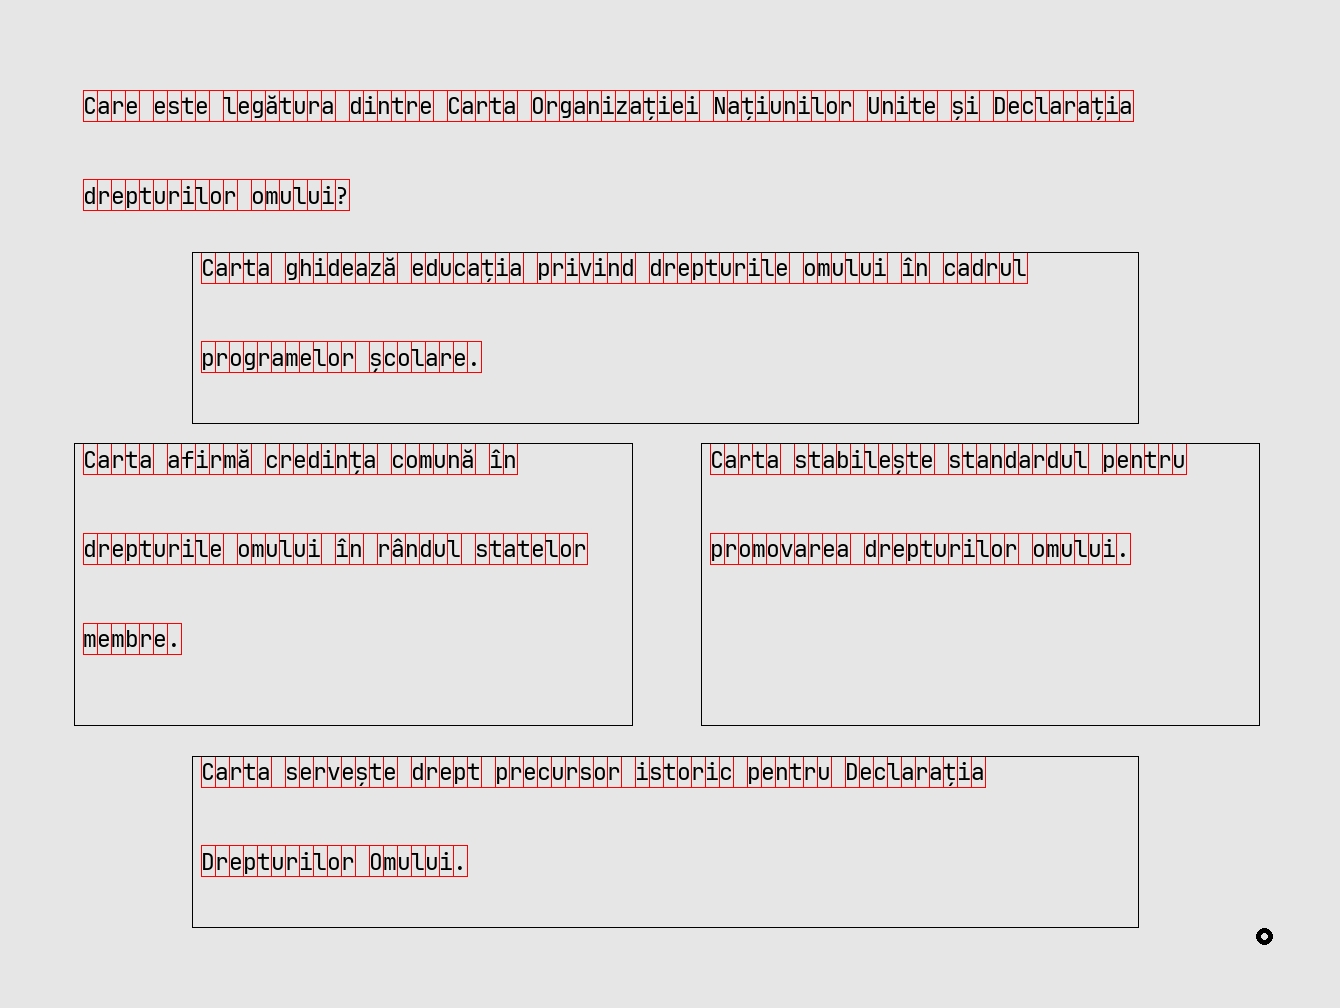 Care este legătura dintre Carta Organizației Națiunilor Unite și Declarația
drepturilor omului?
Carta ghidează educația privind drepturile omului în cadrul
programelor școlare.
Carta afirmă credința comună în
drepturile omului în rândul statelor
membre.
Carta stabilește standardul pentru
promovarea drepturilor omului.
Carta servește drept precursor istoric pentru Declarația
Drepturilor Omului.